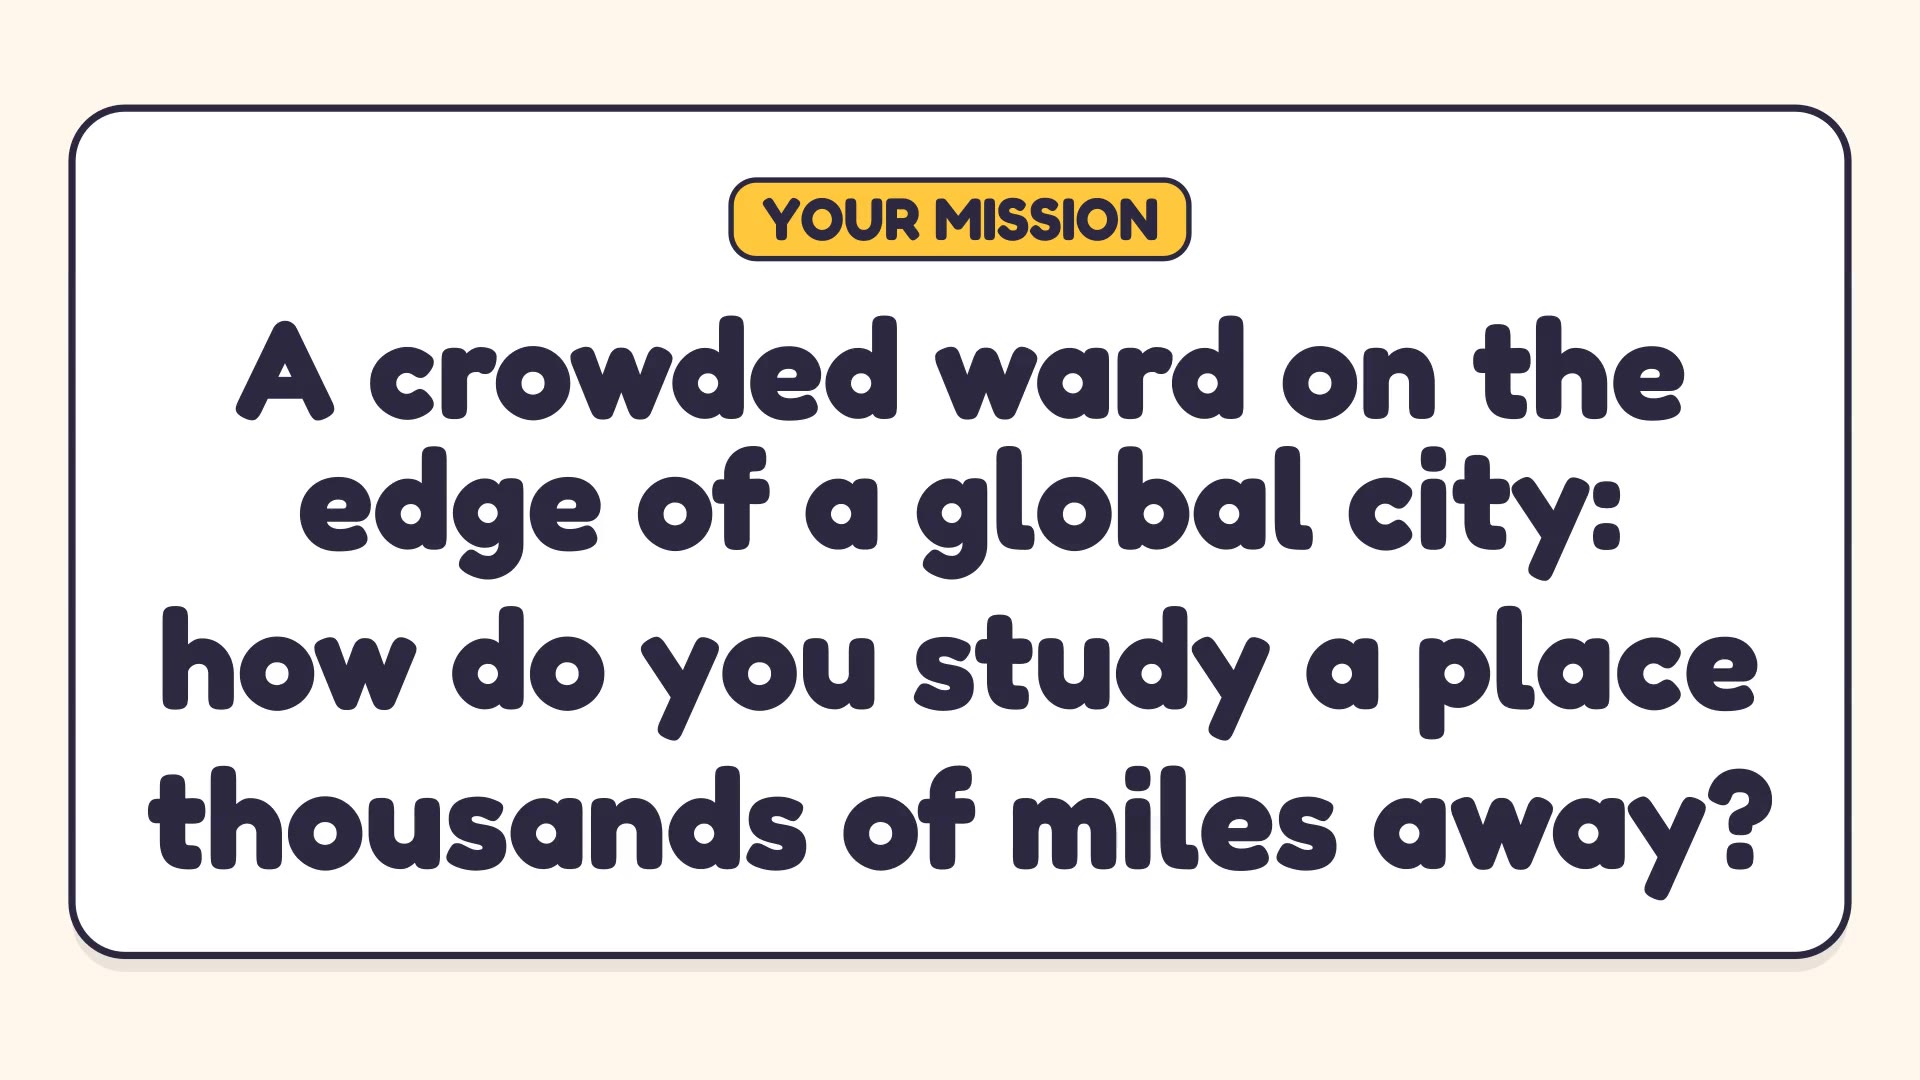 YOUR MISSION
A crowded ward on the
edge of a global city:
how do you study a place
thousands of miles away?